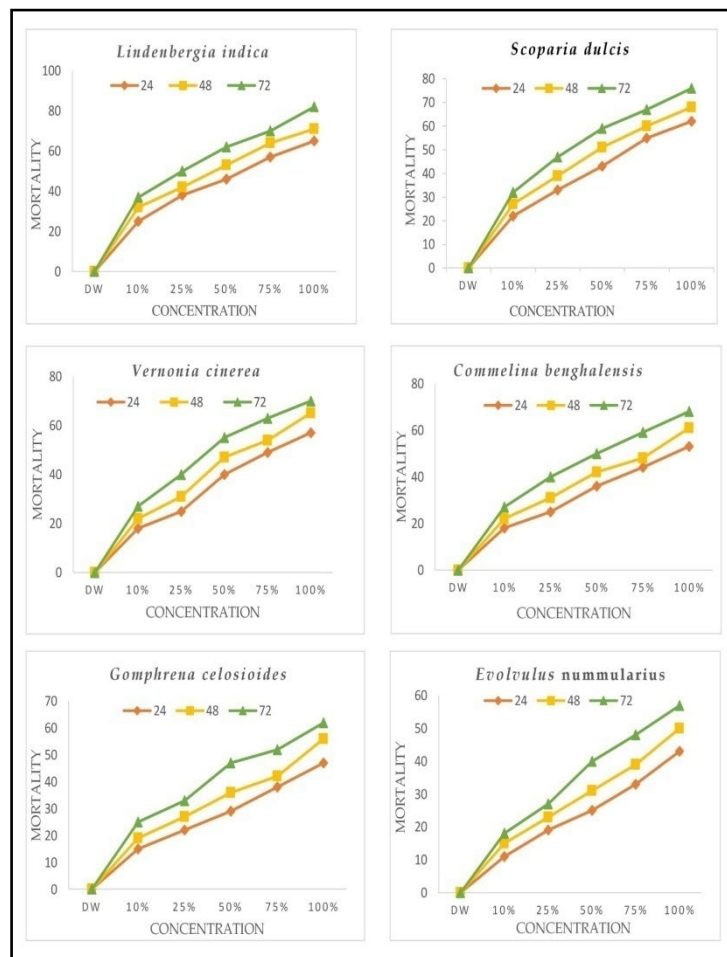 Lindenbergia indica
100
24 48 72
80
60
40
20
0
MORTALITY
DW 10% 25% 50% 75% 100%
CONCENTRATION
Scoparia dulcis
80
24 48 72
70
60
50
40
30
20
10
0
MORTALITY
DW 10% 25% 50% 75% 100%
CONCENTRATION
Vernonia cinerea
80
24 48 72
60
40
20
0
MORTALITY
DW 10% 25% 50% 75% 100%
CONCENTRATION
Commelina benghalensis
80
24 48 72
60
40
20
0
MORTALITY
DW 10% 25% 50% 75% 100%
CONCENTRATION
Gomphrena celosioides
70
24 48 72
60
50
40
30
20
10
0
MORTALITY
DW 10% 25% 50% 75% 100%
CONCENTRATION
Evolvulus nummularius
60
24 48 72
50
40
30
20
10
0
MORTALITY
DW 10% 25% 50% 75% 100%
CONCENTRATION